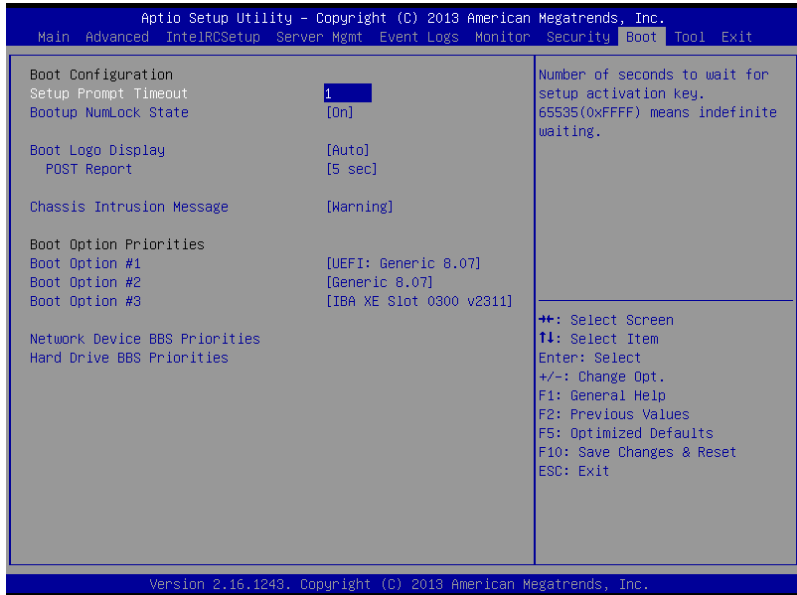 Aptio Setup Utility – Copyright (C) 2013 American Megatrends, Inc.
Main Advanced IntelRCSetup Server Mgmt Event Logs Monitor Security Boot Tool Exit
Boot Configuration
Setup Prompt Timeout 1
Bootup NumLock State [On]
Boot Logo Display [Auto]
POST Report [5 sec]
Chassis Intrusion Message [Warning]
Boot Option Priorities
Boot Option #1 [UEFI: Generic 8.07]
Boot Option #2 [Generic 8.07]
Boot Option #3 [IBA XE Slot 0300 v2311]
Network Device BBS Priorities
Hard Drive BBS Priorities
Number of seconds to wait for
setup activation key.
65535(0xFFFF) means indefinite
waiting.
→←: Select Screen
↑↓: Select Item
Enter: Select
+/-: Change Opt.
F1: General Help
F2: Previous Values
F5: Optimized Defaults
F10: Save Changes & Reset
ESC: Exit
Version 2.16.1243. Copyright (C) 2013 American Megatrends, Inc.